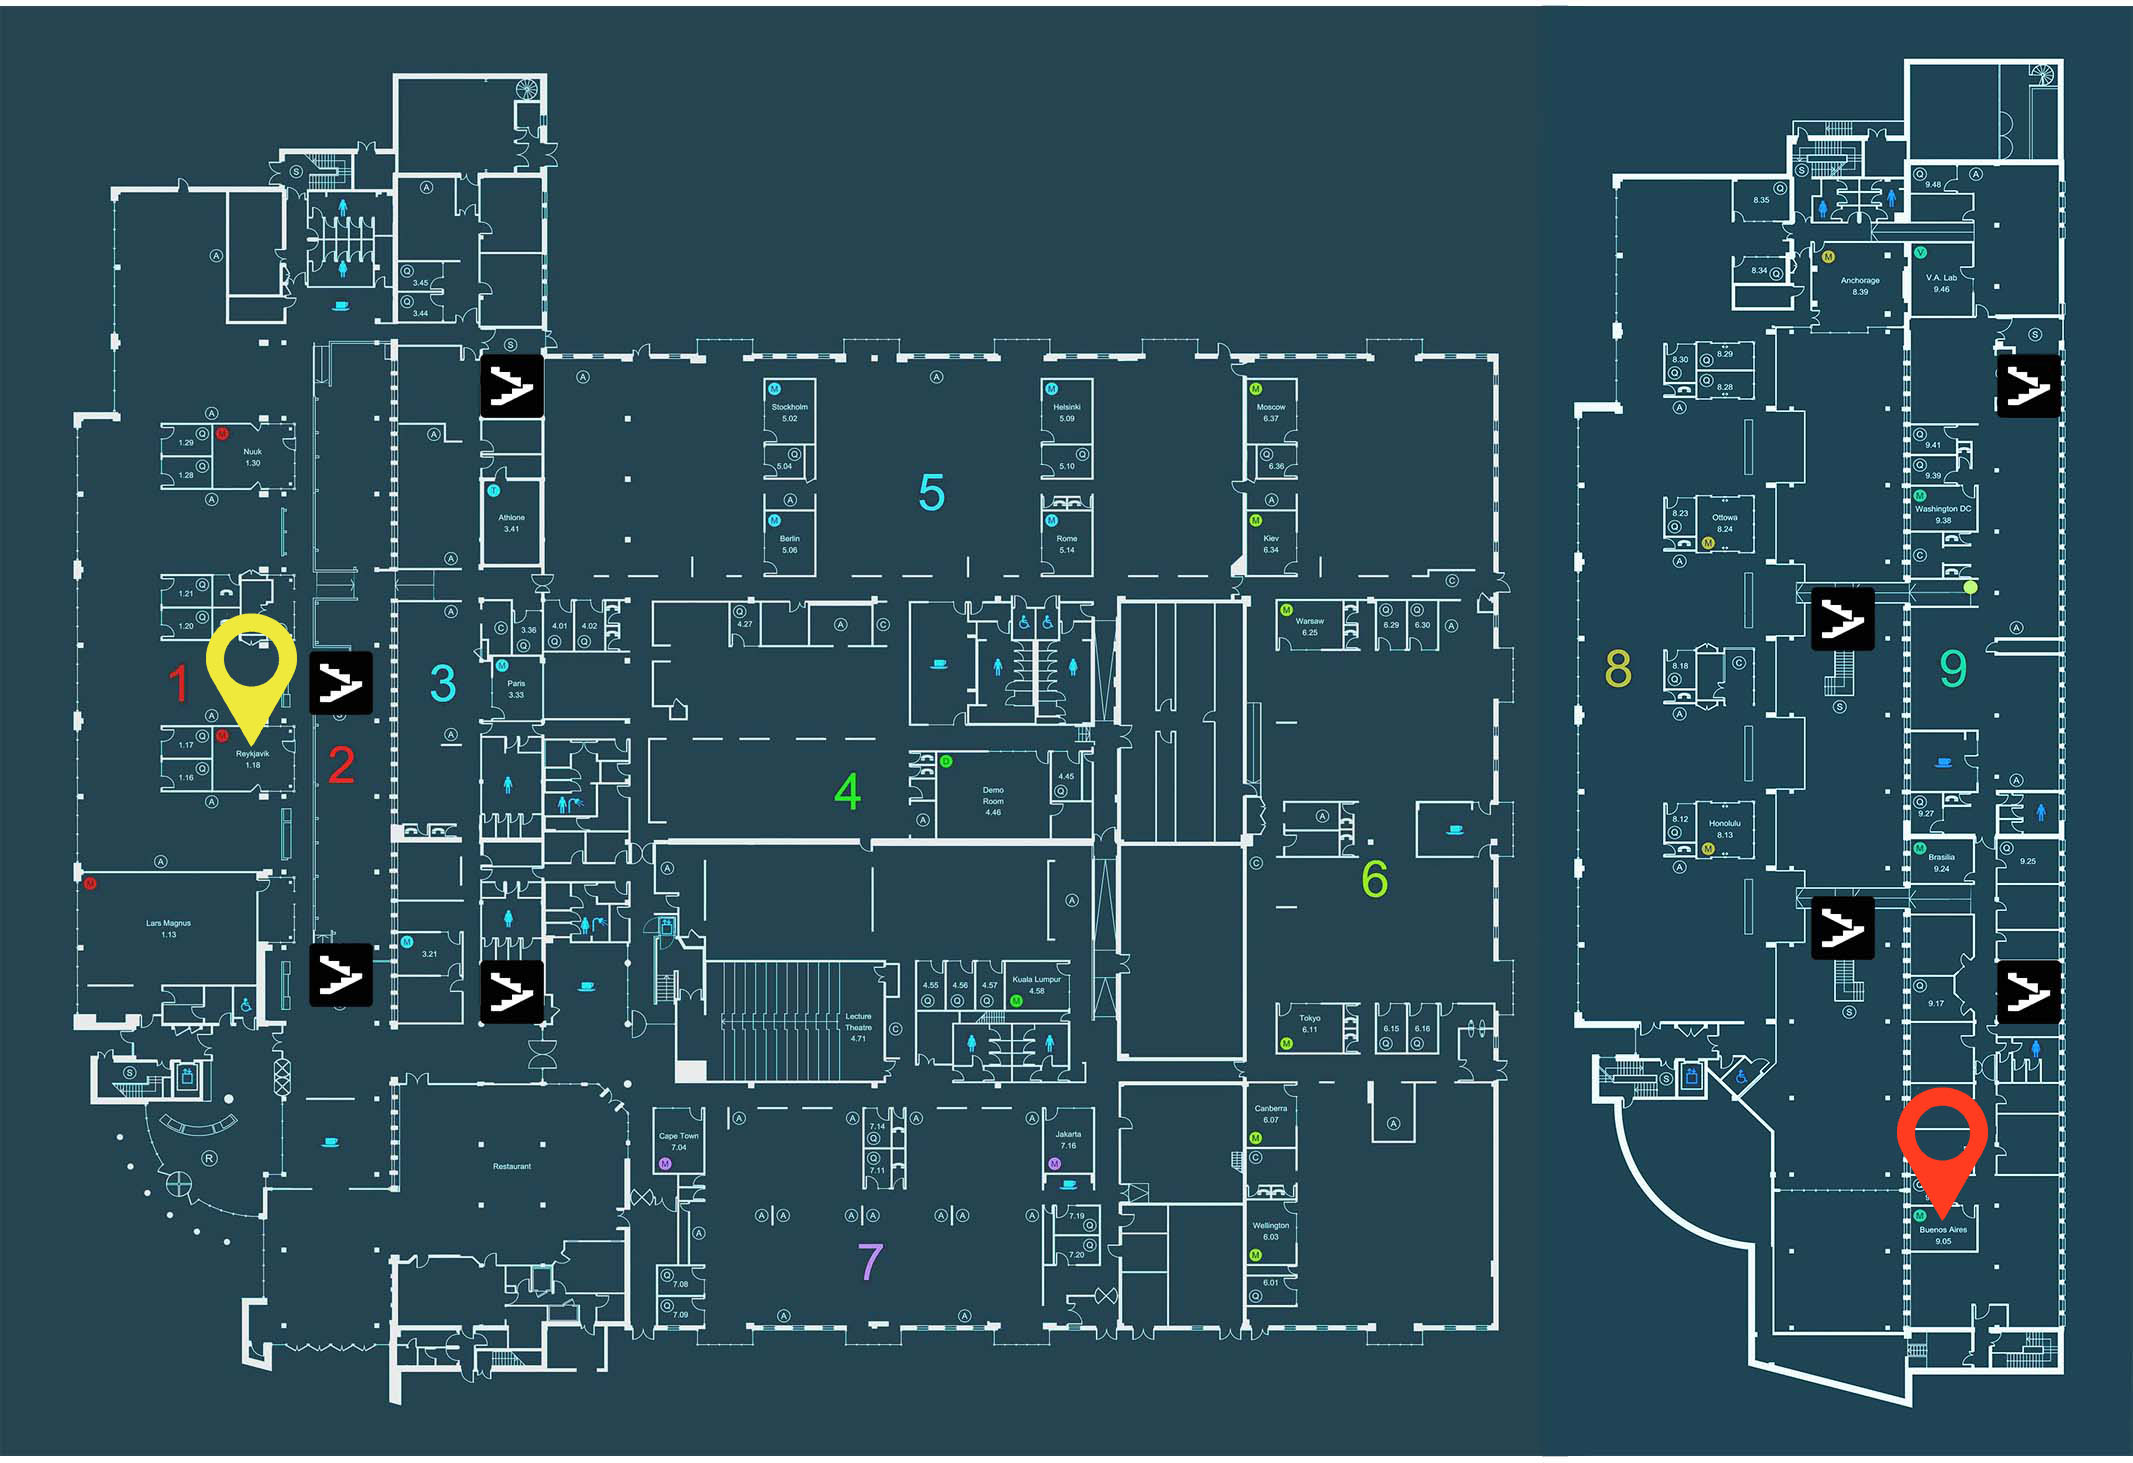 S
A
A
Q
3.45
Q
3.44
S
A
A
A
M
Stockholm
5.02
Q
5.04
A
M
Berlin
5.06
5
M
Helsinki
5.09
Q
5.10
M
Rome
5.14
M
Moscow
6.37
Q
6.36
A
M
Kiev
6.34
C
A
1.29
Q
M
Nuuk
1.30
1.28
Q
A
A
T
Athlone
3.41
A
1.21
Q
1.20
Q
1
A
1.17
Q
M
Reykjavik
1.18
1.16
Q
A
2
A
3
A
C
3.36
Q
4.01
Q
4.02
Q
M
Paris
3.33
Q
4.27
A
C
4
D
Demo
Room
4.46
4.45
Q
A
M
Warsaw
6.25
Q
6.29
Q
6.30
A
A
C
6
A
M
Lars Magnus
1.13
M
3.21
A
A
4.55
Q
4.56
Q
4.57
Q
Kuala Lumpur
4.58
M
Lecture
Theatre
4.71
C
Tokyo
6.11
M
6.15
Q
6.16
Q
S
R
Restaurant
Cape Town
7.04
M
A
A
7.14
Q
Q
7.11
A
A
Jakarta
7.16
M
Canberra
6.07
M
C
A
A
A
A
A
A
A
A
A
7.19
Q
Q
7.20
7
Wellington
6.03
M
6.01
Q
Q
7.08
Q
7.09
A
A
S
Q
8.35
8.34
Q
M
Anchorage
8.39
Q
9.48
A
V
V.A. Lab
9.46
S
8.30
Q
Q
8.29
Q
8.28
A
Q
9.41
Q
9.39
M
Washington DC
9.38
C
8.23
Q
Ottowa
8.24
M
A
A
8
8.18
Q
C
A
S
9
A
8.12
Q
Honolulu
8.13
M
A
Q
9.27
M
Brasilia
9.24
Q
9.25
Q
9.17
S
S
Q
M
Buenos Aires
9.05